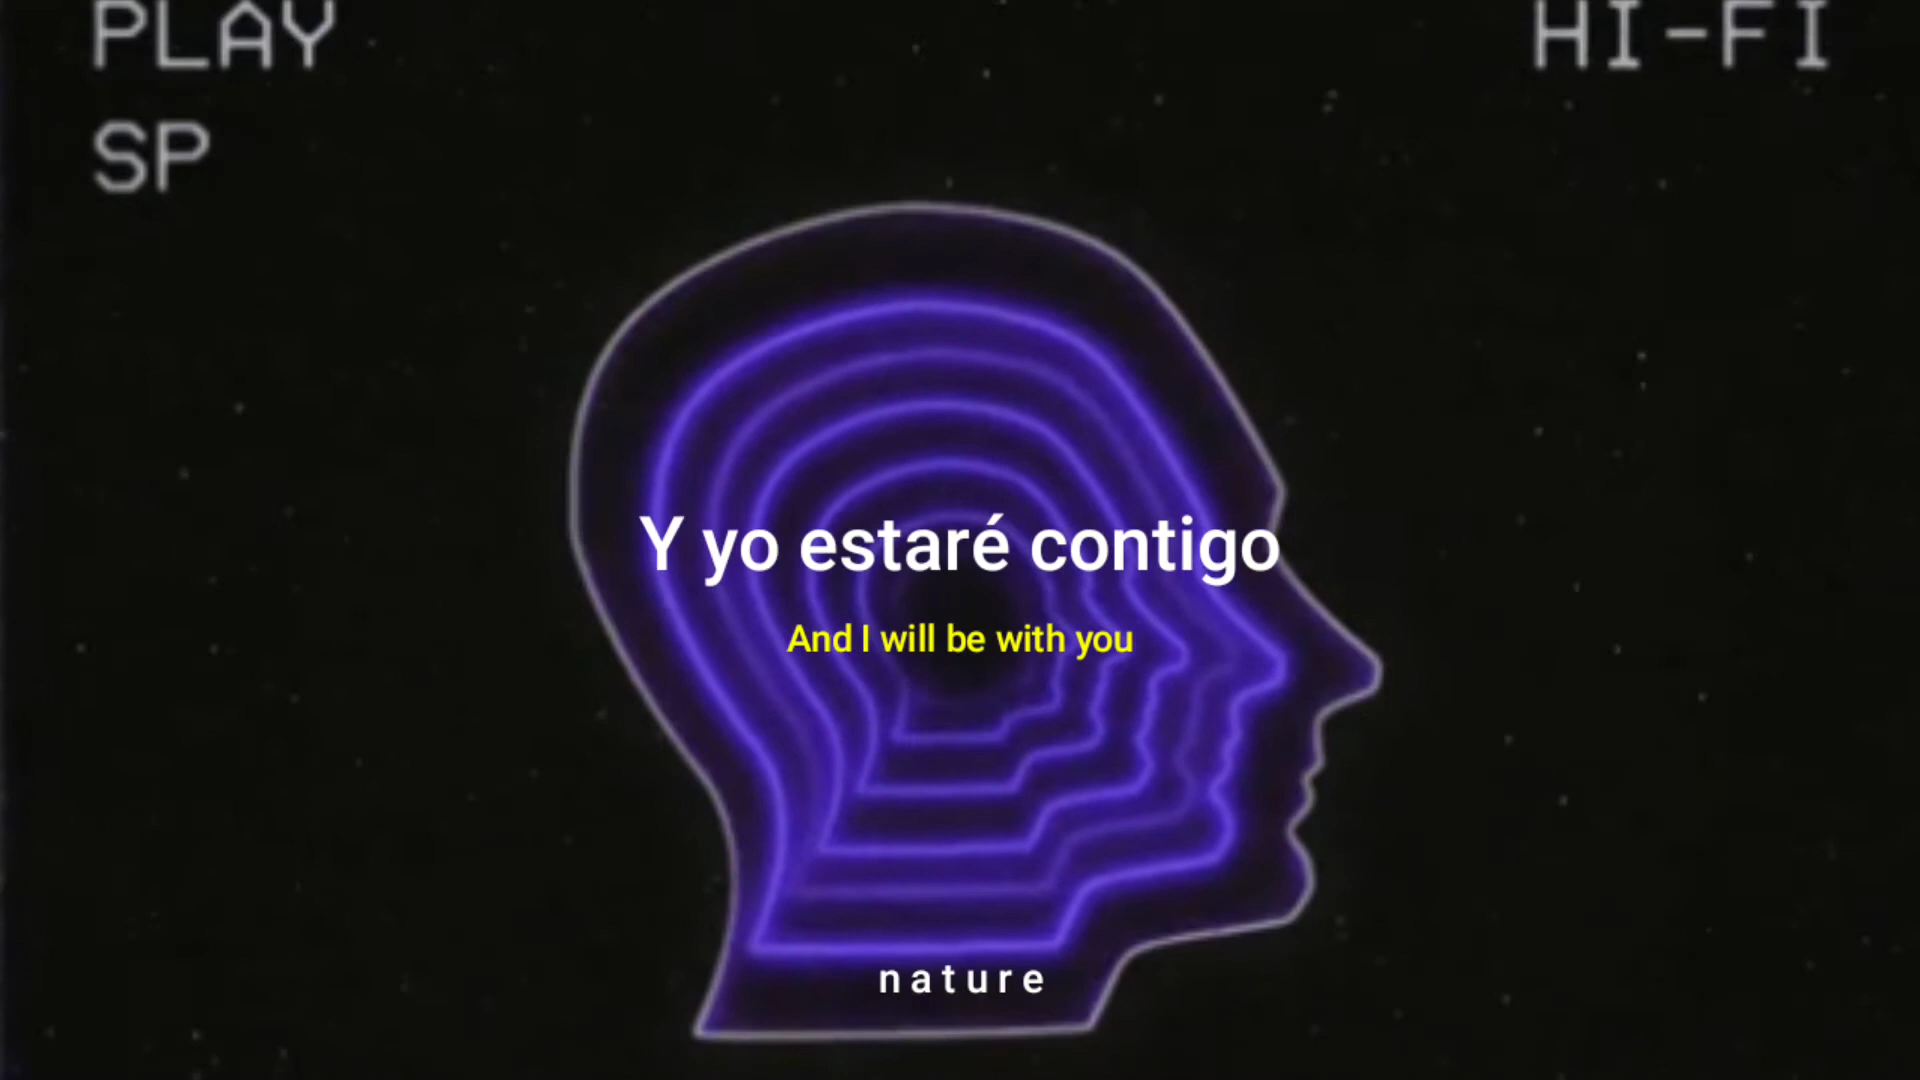 PLAY
HI-FI
SP
Y yo estaré contigo
And I will be with you
nature